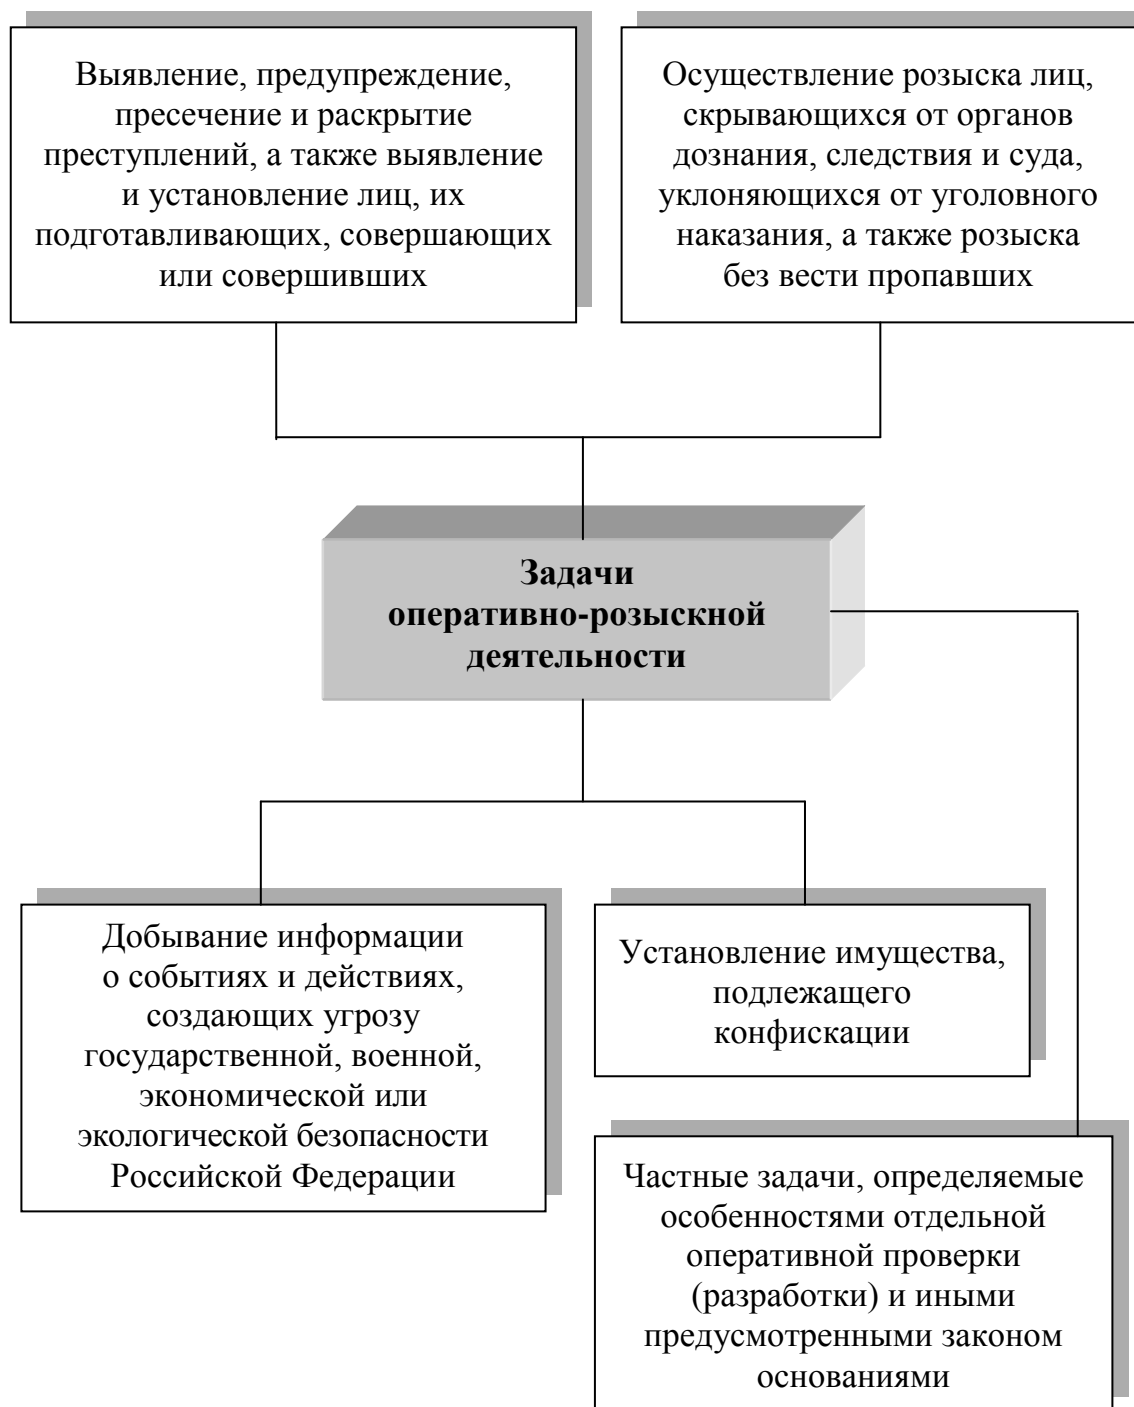 Выявление, предупреждение,
пресечение и раскрытие
преступлений, а также выявление
и установление лиц, их
подготавливающих, совершающих
или совершивших
Осуществление розыска лиц,
скрывающихся от органов
дознания, следствия и суда,
уклоняющихся от уголовного
наказания, а также розыска
без вести пропавших
Задачи
оперативно-розыскной
деятельности
Добывание информации
о событиях и действиях,
создающих угрозу
государственной, военной,
экономической или
экологической безопасности
Российской Федерации
Установление имущества,
подлежащего
конфискации
Частные задачи, определяемые
особенностями отдельной
оперативной проверки
(разработки) и иными
предусмотренными законом
основаниями